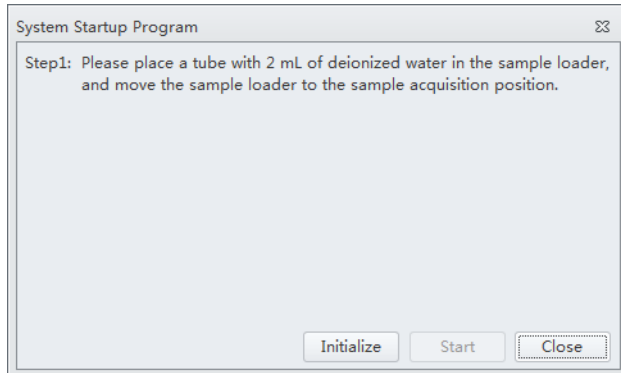 System Startup Program
Step1: Please place a tube with 2 mL of deionized water in the sample loader,
and move the sample loader to the sample acquisition position.
Initialize Start Close